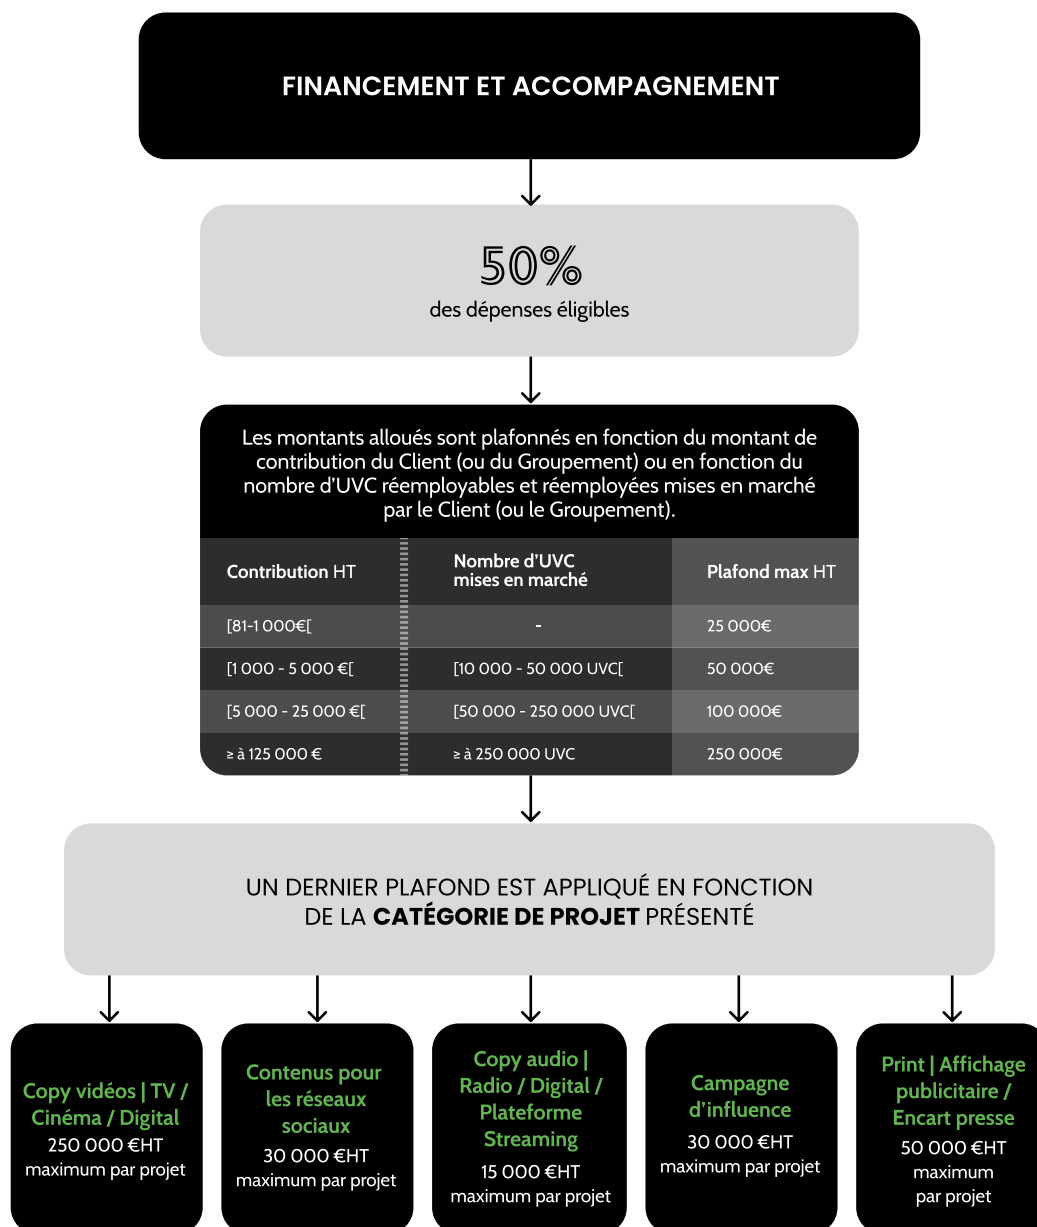 FINANCEMENT ET ACCOMPAGNEMENT
50%
des dépenses éligibles
Les montants alloués sont plafonnés en fonction du montant de
contribution du Client (ou du Groupement) ou en fonction du
nombre d’UVC réemployables et réemployées mises en marché
par le Client (ou le Groupement).
Contribution HT
Nombre d’UVC
mises en marché
Plafond max HT
[81-1 000€[
-
25 000€
[1 000 - 5 000 €[
[10 000 - 50 000 UVC[
50 000€
[5 000 - 25 000 €[
[50 000 - 250 000 UVC[
100 000€
≥ à 125 000 €
≥ à 250 000 UVC
250 000€
UN DERNIER PLAFOND EST APPLIQUÉ EN FONCTION
DE LA CATÉGORIE DE PROJET PRÉSENTÉ
Copy vidéos | TV /
Cinéma / Digital
250 000 €HT
maximum par projet
Contenus pour
les réseaux
sociaux
30 000 €HT
maximum par projet
Copy audio |
Radio / Digital /
Plateforme
Streaming
15 000 €HT
maximum par projet
Campagne
d’influence
30 000 €HT
maximum par projet
Print | Affichage
publicitaire /
Encart presse
50 000 €HT
maximum
par projet